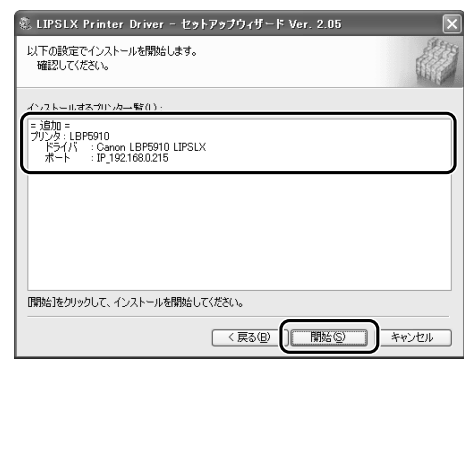 LIPSLX Printer Driver - セットアップウィザード Ver. 2.05
以下の設定でインストールを開始します。
確認してください。
インストールするプリンター覧(L) :
= 追加 =
プリンタ : LBP5910
ドライバ : Canon LBP5910 LIPSLX
ポート : IP_192.168.0.215
[開始]をクリックして、インストールを開始してください。
< 戻る(B)
開始(S)
キャンセル